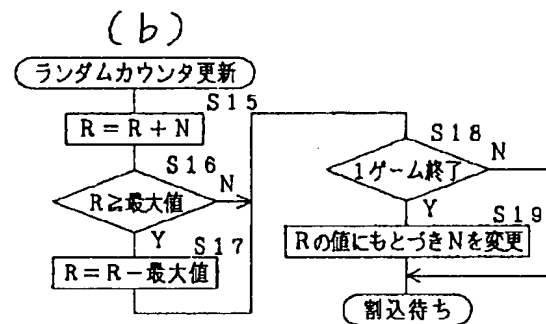 (b)
ランダムカウンタ更新
S15
R=R+N
S16
R≧最大値
N
Y
S17
R=R-最大値
S18
1ゲーム終了
N
Y
S19
Rの値にもとづきNを変更
割込待ち